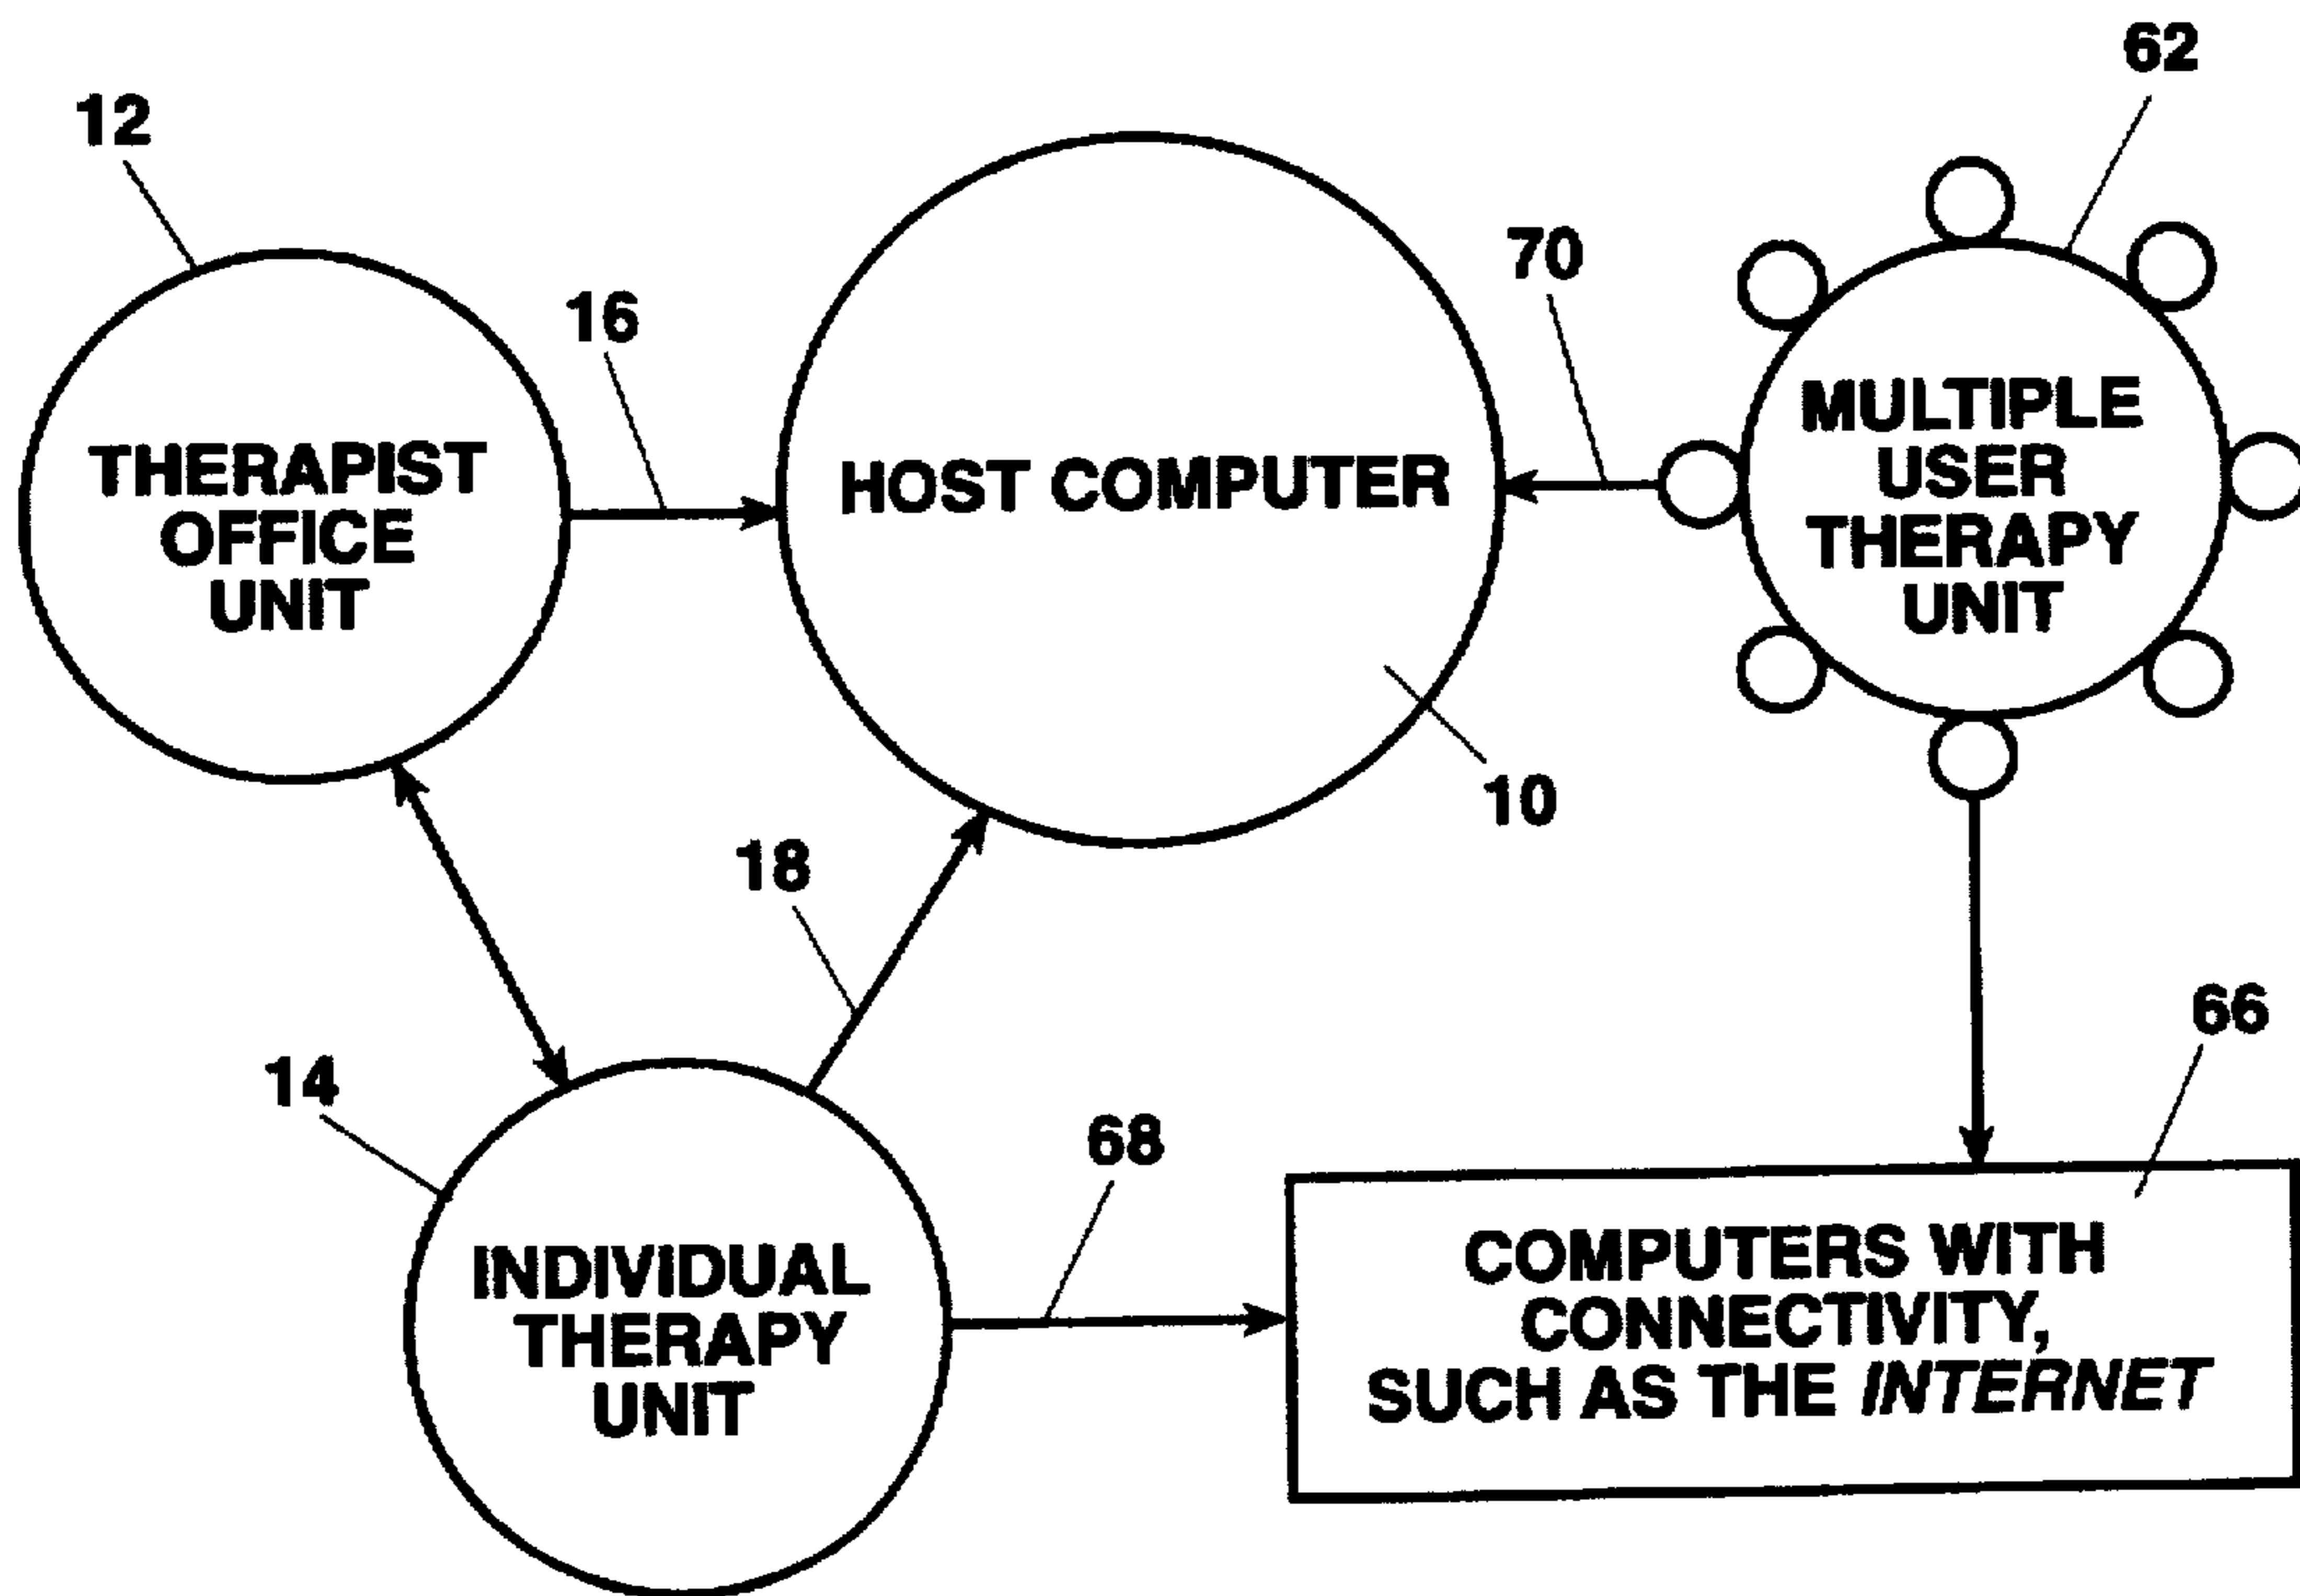 62
12
70
16
THERAPIST
OFFICE
UNIT
HOST COMPUTER
MULTIPLE
USER
THERAPY
UNIT
10
18
66
14
68
INDIVIDUAL
THERAPY
UNIT
COMPUTERS WITH
CONNECTIVITY,
SUCH AS THE INTERNET